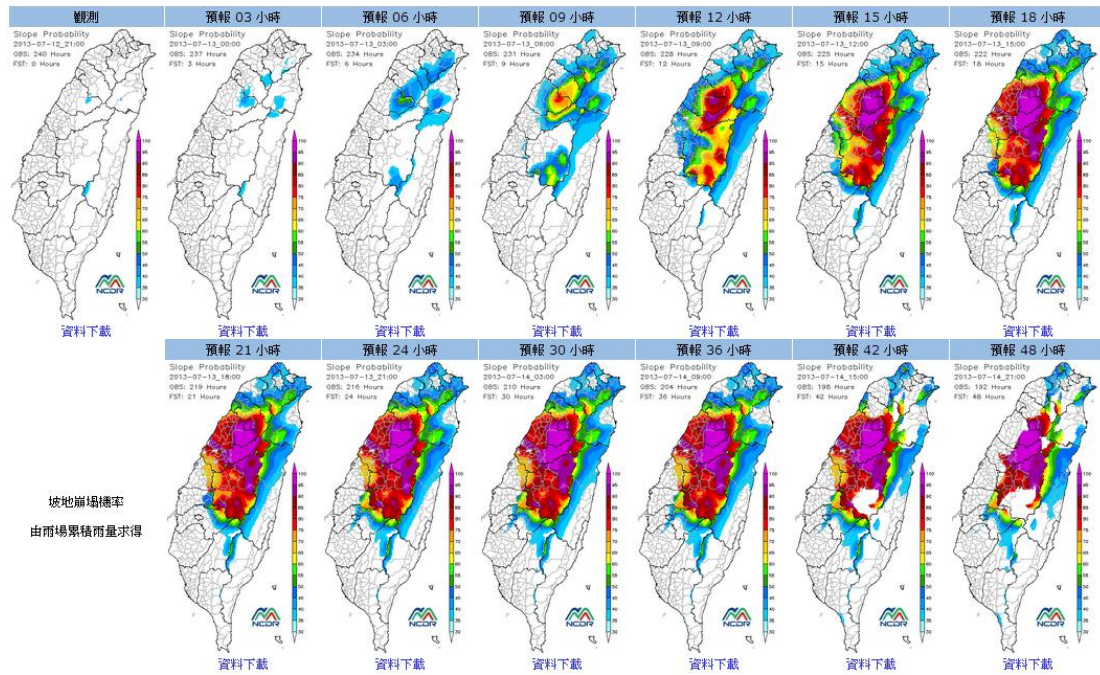 觀測
預報 03 小時
預報 06 小時
預報 09 小時
預報 12 小時
預報 15 小時
預報 18 小時
Slope Probability
2013-07-12_21:00
OBS: 240 Hours
FST: 0 Hours
Slope Probability
2013-07-13_00:00
OBS: 237 Hours
FST: 3 Hours
Slope Probability
2013-07-13_03:00
OBS: 234 Hours
FST: 6 Hours
Slope Probability
2013-07-13_06:00
OBS: 231 Hours
FST: 9 Hours
Slope Probability
2013-07-13_09:00
OBS: 228 Hours
FST: 12 Hours
Slope Probability
2013-07-13_12:00
OBS: 225 Hours
FST: 15 Hours
Slope Probability
2013-07-13_15:00
OBS: 222 Hours
FST: 18 Hours
NCDR
NCDR
NCDR
NCDR
NCDR
NCDR
NCDR
資料下載
資料下載
資料下載
資料下載
資料下載
資料下載
資料下載
預報 21 小時
預報 24 小時
預報 30 小時
預報 36 小時
預報 42 小時
預報 48 小時
Slope Probability
2013-07-13_18:00
OBS: 219 Hours
FST: 21 Hours
Slope Probability
2013-07-13_21:00
OBS: 216 Hours
FST: 24 Hours
Slope Probability
2013-07-14_03:00
OBS: 210 Hours
FST: 30 Hours
Slope Probability
2013-07-14_09:00
OBS: 204 Hours
FST: 36 Hours
Slope Probability
2013-07-14_15:00
OBS: 198 Hours
FST: 42 Hours
Slope Probability
2013-07-14_21:00
OBS: 192 Hours
FST: 48 Hours
坡地崩塌機率
由雨場累積雨量求得
NCDR
NCDR
NCDR
NCDR
NCDR
NCDR
資料下載
資料下載
資料下載
資料下載
資料下載
資料下載